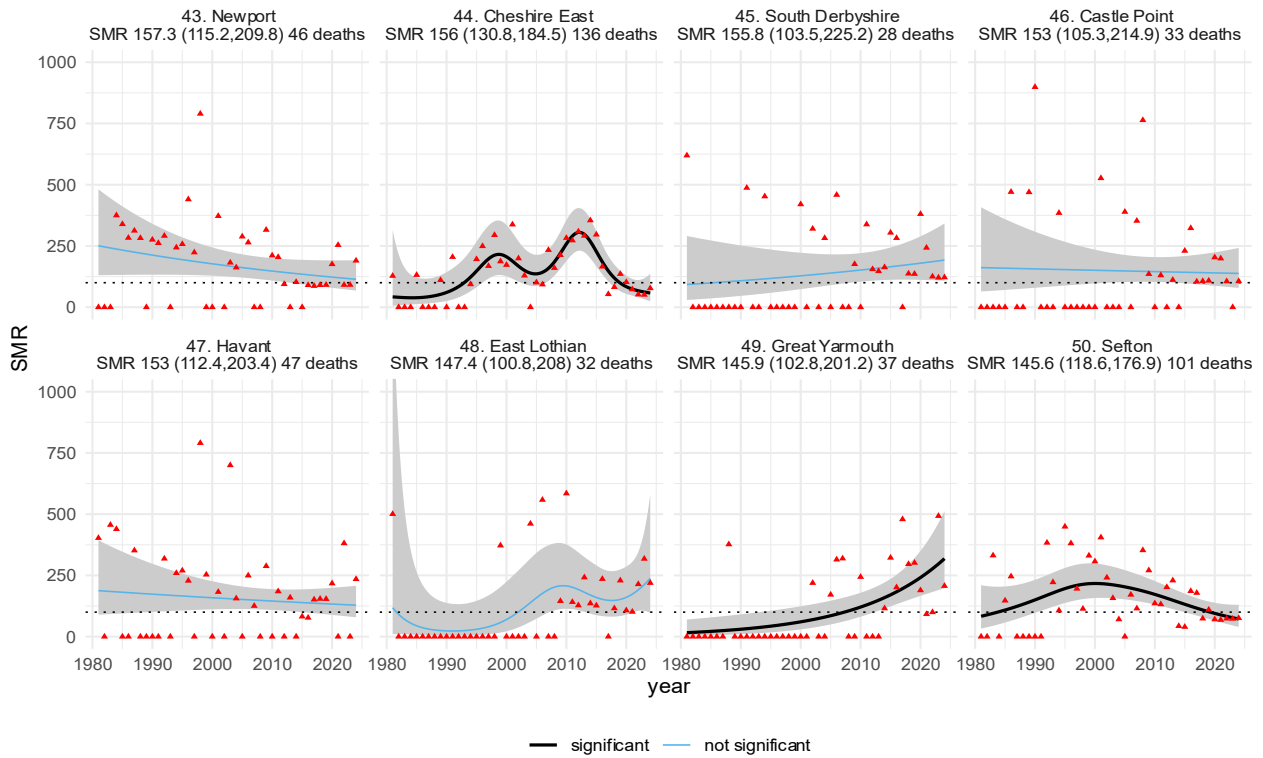 43. Newport
SMR 157.3 (115.2,209.8) 46 deaths
44. Cheshire East
SMR 156 (130.8,184.5) 136 deaths
45. South Derbyshire
SMR 155.8 (103.5,225.2) 28 deaths
46. Castle Point
SMR 153 (105.3,214.9) 33 deaths
1000
750
500
250
0
SMR
47. Havant
SMR 153 (112.4,203.4) 47 deaths
48. East Lothian
SMR 147.4 (100.8,208) 32 deaths
49. Great Yarmouth
SMR 145.9 (102.8,201.2) 37 deaths
50. Sefton
SMR 145.6 (118.6,176.9) 101 deaths
1000
750
500
250
0
1980 1990 2000 2010 2020
1980 1990 2000 2010 2020
1980 1990 2000 2010 2020
1980 1990 2000 2010 2020
year
significant
not significant